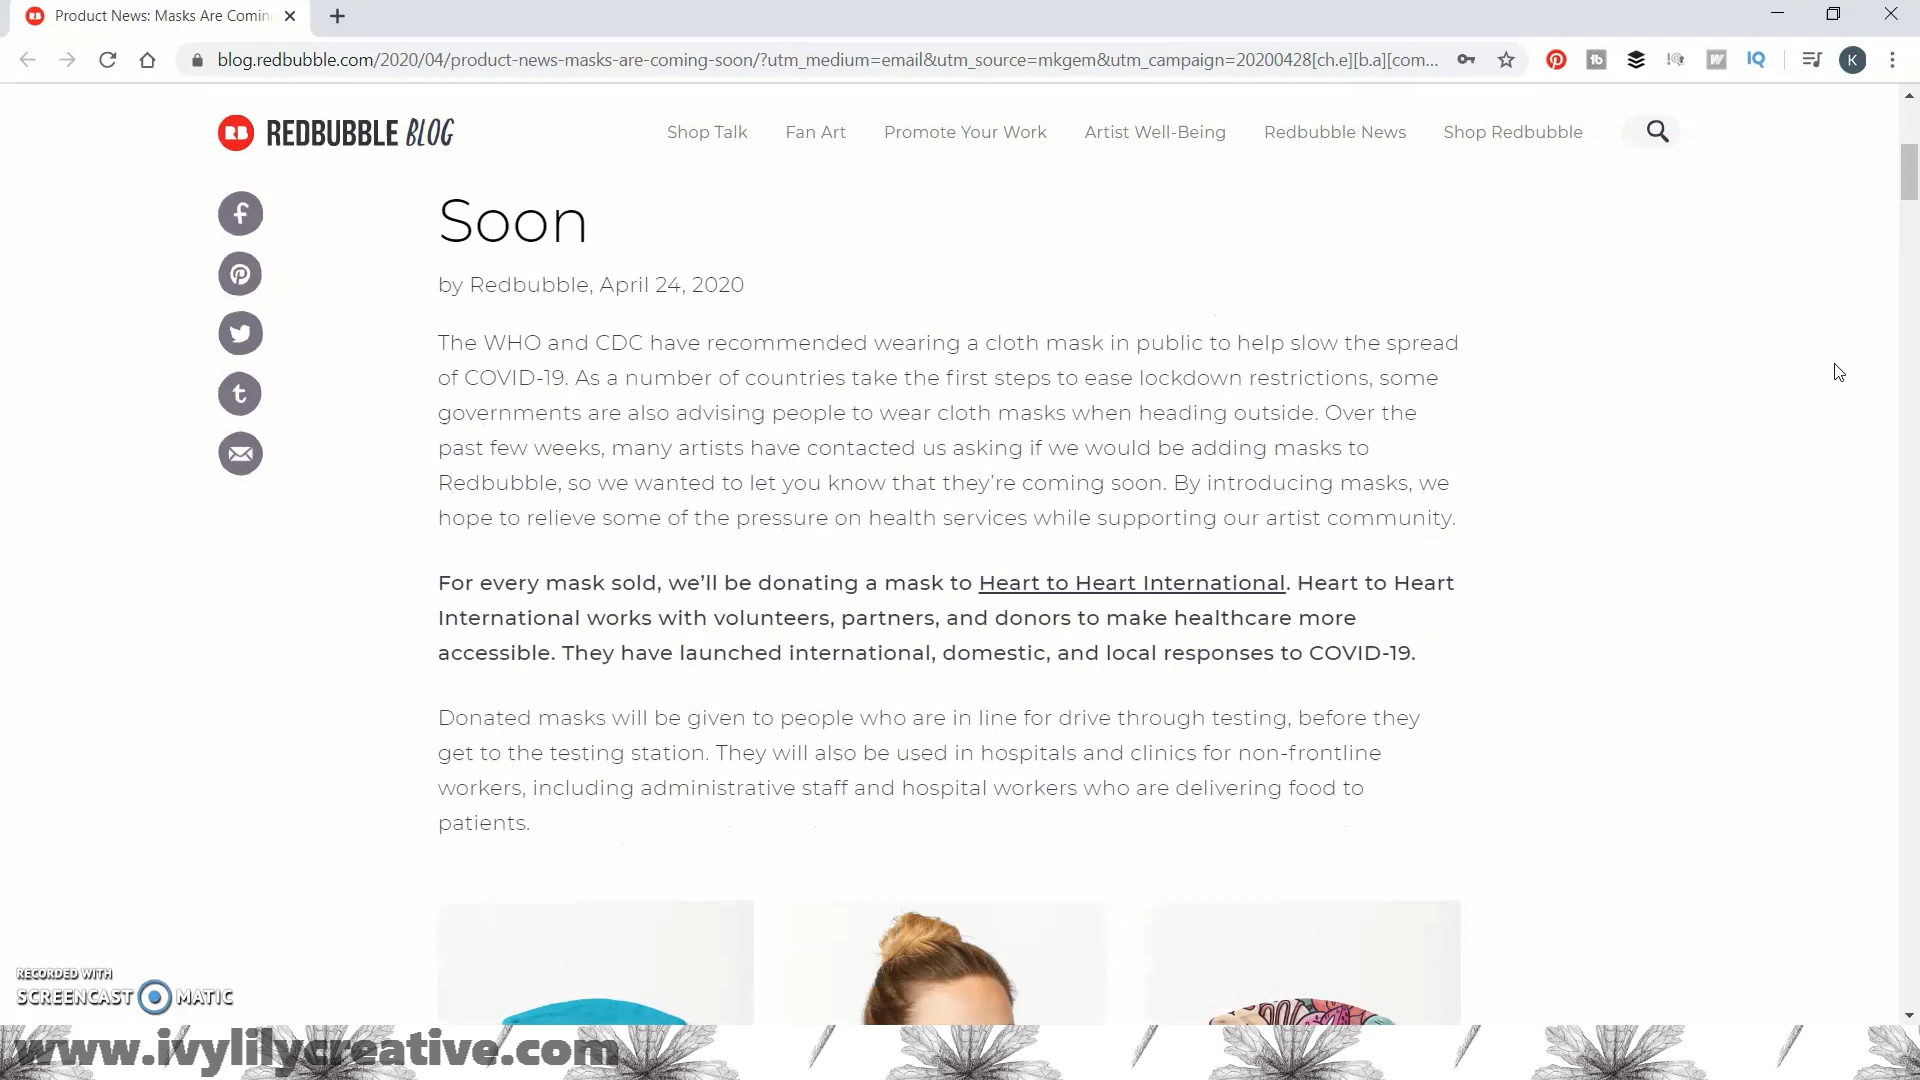 Product News: Masks Are Comin
blog.redbubble.com/2020/04/product-news-masks-are-coming-soon/?utm_medium=email&utm_source=mkgem&utm_campaign=20200428[ch.e][b.a][com...
K
RB REDBUBBLE BLOG
Shop Talk Fan Art Promote Your Work Artist Well-Being Redbubble News Shop Redbubble
Soon
by Redbubble, April 24, 2020
The WHO and CDC have recommended wearing a cloth mask in public to help slow the spread
of COVID-19. As a number of countries take the first steps to ease lockdown restrictions, some
governments are also advising people to wear cloth masks when heading outside. Over the
past few weeks, many artists have contacted us asking if we would be adding masks to
Redbubble, so we wanted to let you know that they’re coming soon. By introducing masks, we
hope to relieve some of the pressure on health services while supporting our artist community.
For every mask sold, we’ll be donating a mask to Heart to Heart International. Heart to Heart
International works with volunteers, partners, and donors to make healthcare more
accessible. They have launched international, domestic, and local responses to COVID-19.
Donated masks will be given to people who are in line for drive through testing, before they
get to the testing station. They will also be used in hospitals and clinics for non-frontline
workers, including administrative staff and hospital workers who are delivering food to
patients.
RECORDED WITH
SCREENCAST MATIC
www.ivylilycreative.com